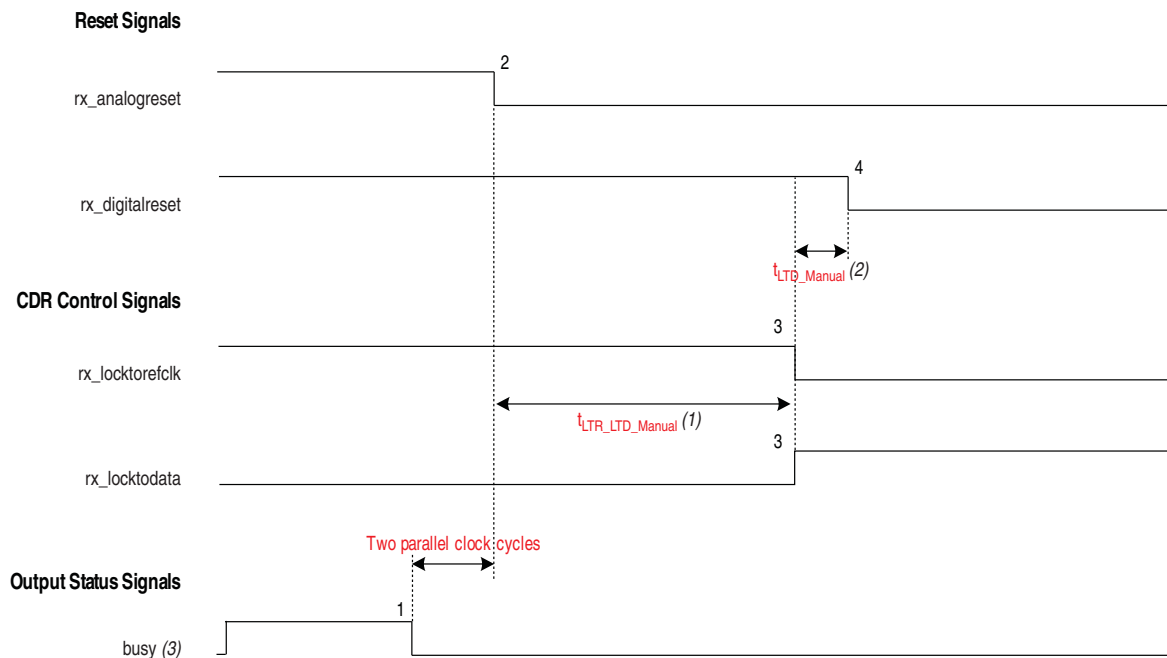 Reset Signals
2
rx_analogreset
4
rx_digitalreset
tLTD_Manual (2)
CDR Control Signals
3
rx_locktorefclk
tLTR_LTD_Manual (1)
3
rx_locktodata
Two parallel clock cycles
Output Status Signals
1
busy (3)